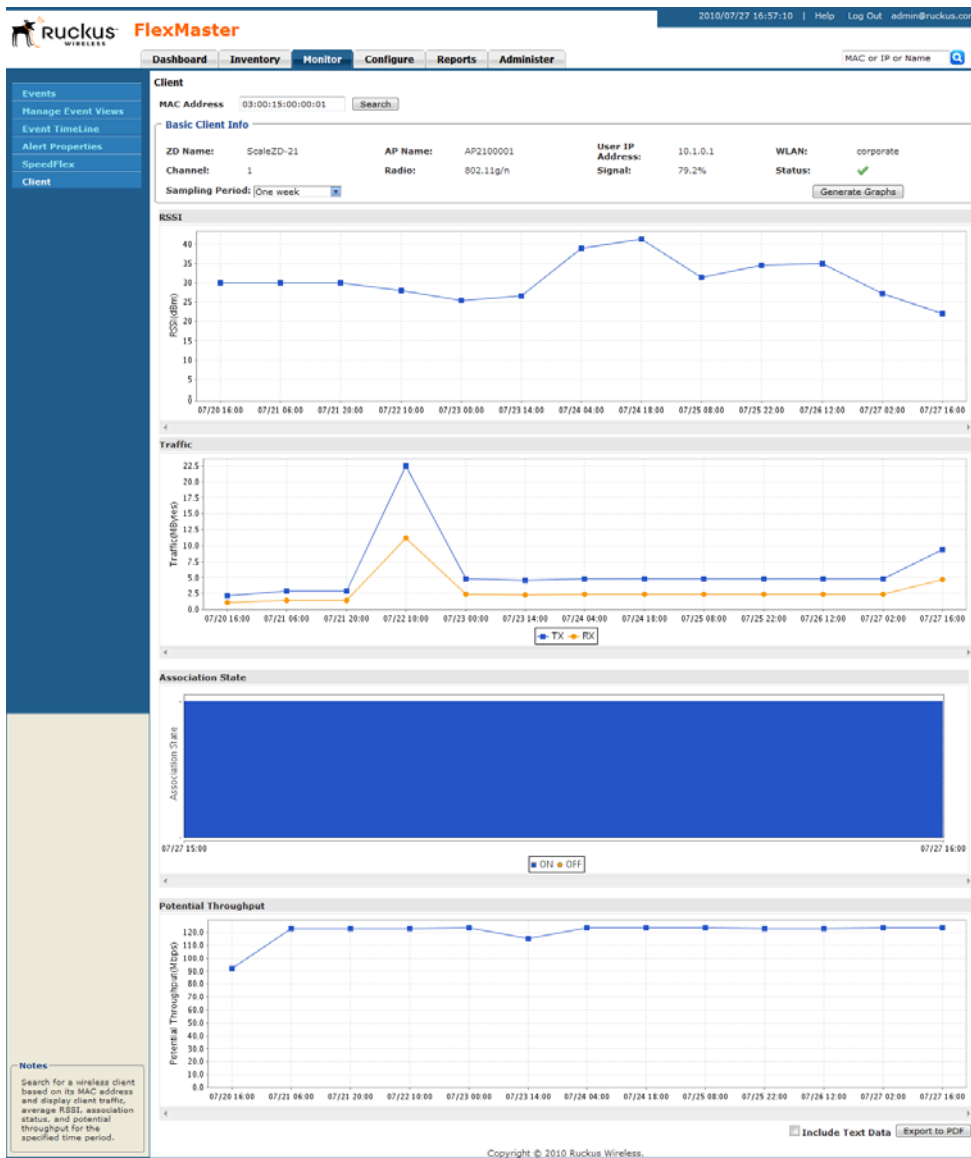 2010/07/27 16:57:10 | Help Log Out admin@ruckus.com
Ruckus WIRELESS FlexMaster
Dashboard Inventory Monitor Configure Reports Administer MAC or IP or Name
Events
Manage Event Views
Event TimeLine
Alert Properties
SpeedFlex
Client
Client
MAC Address 03:00:15:00:00:01 Search
Basic Client Info
ZD Name: ScaleZD-21 AP Name: AP2100001 User IP Address: 10.1.0.1 WLAN: corporate
Channel: 1 Radio: 802.11g/n Signal: 79.2% Status:
Sampling Period: One week Generate Graphs
RSSI
RSSI(dBm)
40
35
30
25
20
15
10
5
0
07/20 16:00 07/21 06:00 07/21 20:00 07/22 10:00 07/23 00:00 07/23 14:00 07/24 04:00 07/24 18:00 07/25 08:00 07/25 22:00 07/26 12:00 07/27 02:00 07/27 16:00
Traffic
Traffic(MBytes)
22.5
20.0
17.5
15.0
12.5
10.0
7.5
5.0
2.5
0.0
07/20 16:00 07/21 06:00 07/21 20:00 07/22 10:00 07/23 00:00 07/23 14:00 07/24 04:00 07/24 18:00 07/25 08:00 07/25 22:00 07/26 12:00 07/27 02:00 07/27 16:00
TX RX
Association State
Association State
07/27 15:00 07/27 16:00
ON OFF
Potential Throughput
Potential Throughput(Mbps)
120.0
110.0
100.0
90.0
80.0
70.0
60.0
50.0
40.0
30.0
20.0
10.0
0.0
07/20 16:00 07/21 06:00 07/21 20:00 07/22 10:00 07/23 00:00 07/23 14:00 07/24 04:00 07/24 18:00 07/25 08:00 07/25 22:00 07/26 12:00 07/27 02:00 07/27 16:00
Notes
Search for a wireless client
based on its MAC address
and display client traffic,
average RSSI, association
status, and potential
throughput for the
specified time period.
Include Text Data Export to PDF
Copyright © 2010 Ruckus Wireless.